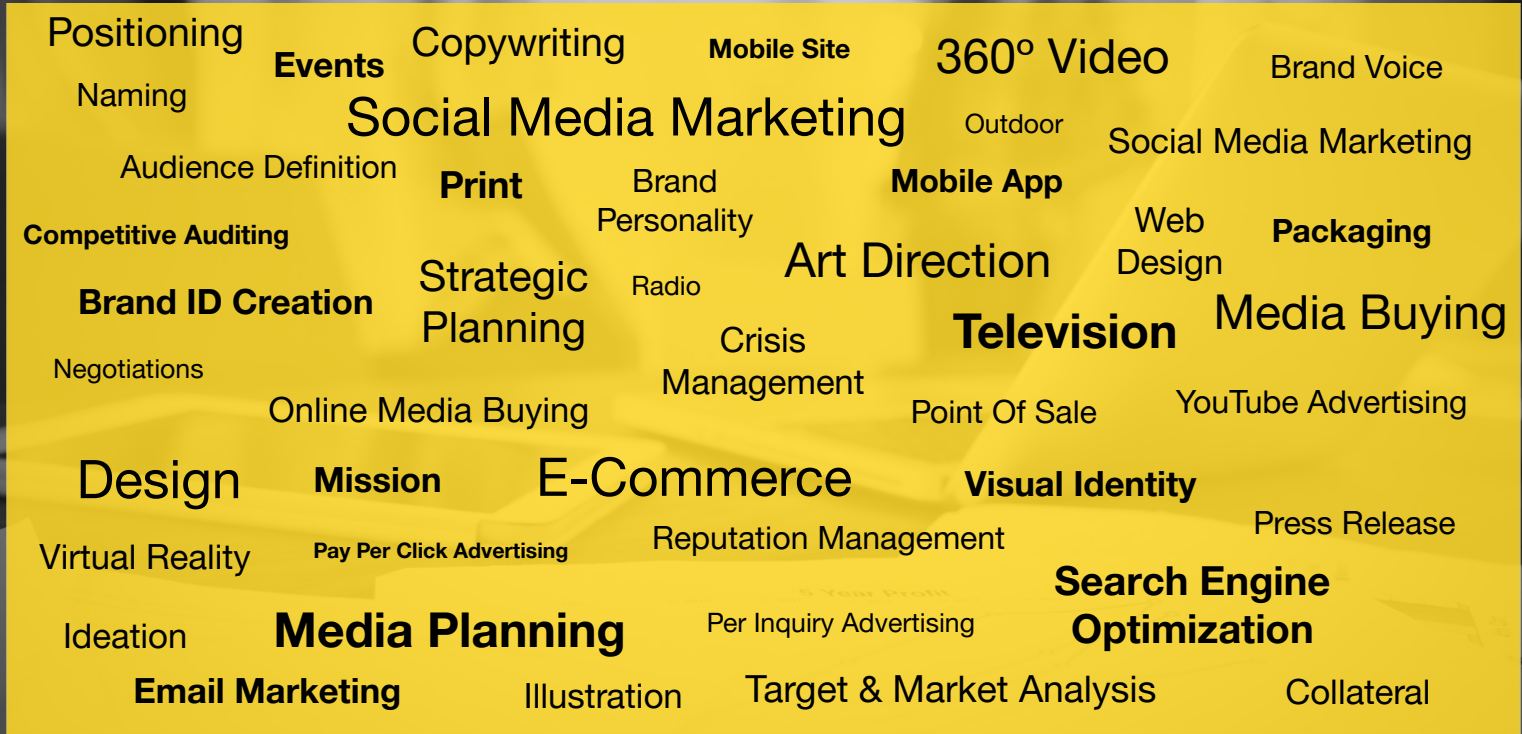 Positioning
Events
Copywriting
Mobile Site
360º Video
Brand Voice
Naming
Social Media Marketing
Outdoor
Social Media Marketing
Audience Definition
Print
Brand
Personality
Mobile App
Competitive Auditing
Web
Design
Packaging
Art Direction
Strategic
Planning
Radio
Brand ID Creation
Media Buying
Television
Crisis
Management
Negotiations
Online Media Buying
Point Of Sale
YouTube Advertising
Design
Mission
E-Commerce
Visual Identity
Press Release
Virtual Reality
Pay Per Click Advertising
Reputation Management
Search Engine
Optimization
5 Year Profit
Ideation
Media Planning
Per Inquiry Advertising
Email Marketing
Illustration
Target & Market Analysis
Collateral